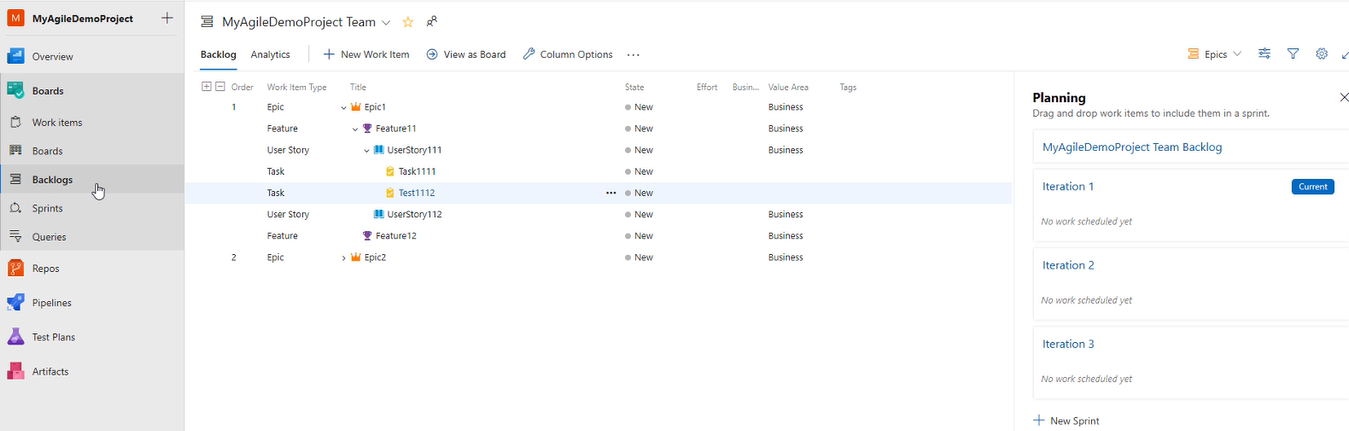 M MyAgileDemoProject
Overview
Boards
Work items
Boards
Backlogs
Sprints
Queries
Repos
Pipelines
Test Plans
Artifacts
MyAgileDemoProject Team
Backlog Analytics New Work Item View as Board Column Options ... Epics
Order Work Item Type Title State Effort Busin... Value Area Tags
1 Epic Epic1 New Business
Feature Feature11 New Business
User Story UserStory111 New Business
Task Task1111 New
Task Test1112 ... New
User Story UserStory112 New Business
Feature Feature12 New Business
2 Epic Epic2 New Business
Planning
Drag and drop work items to include them in a sprint.
MyAgileDemoProject Team Backlog
Iteration 1 Current
No work scheduled yet
Iteration 2
No work scheduled yet
Iteration 3
No work scheduled yet
New Sprint